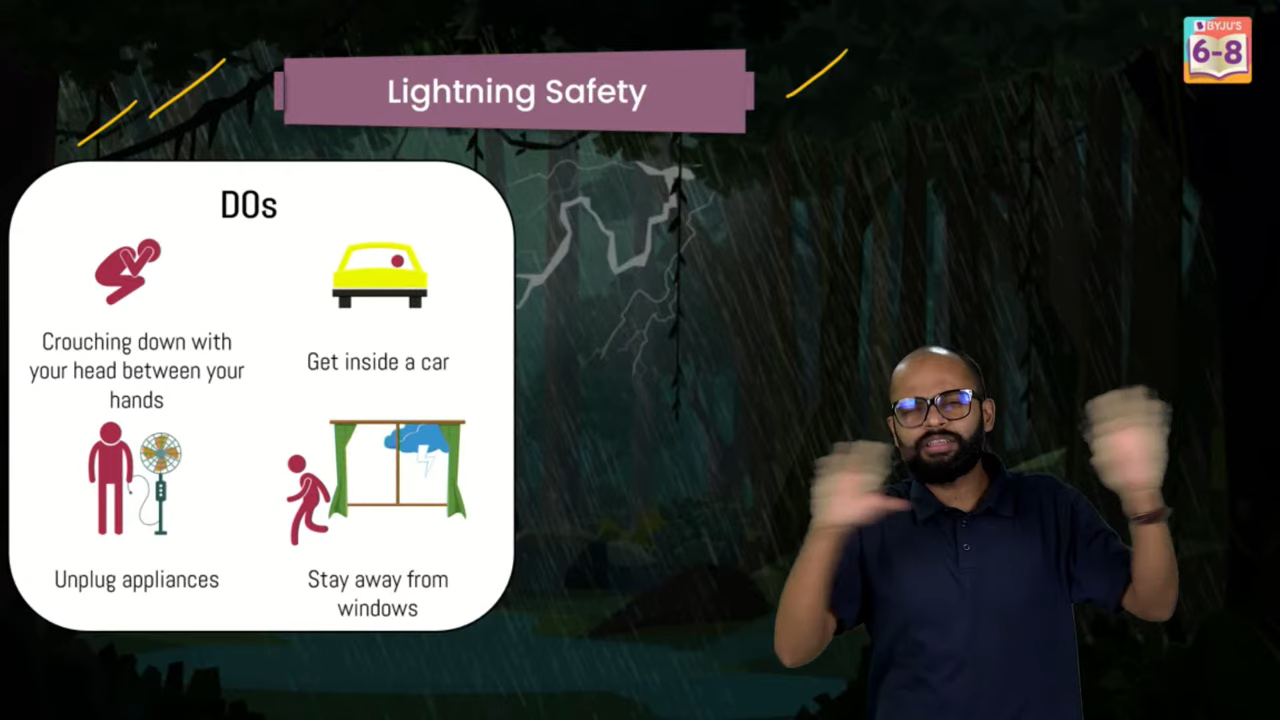 BYJU'S
6-8
Lightning Safety
DOs
Crouching down with
your head between your
hands
Get inside a car
Unplug appliances
Stay away from
windows